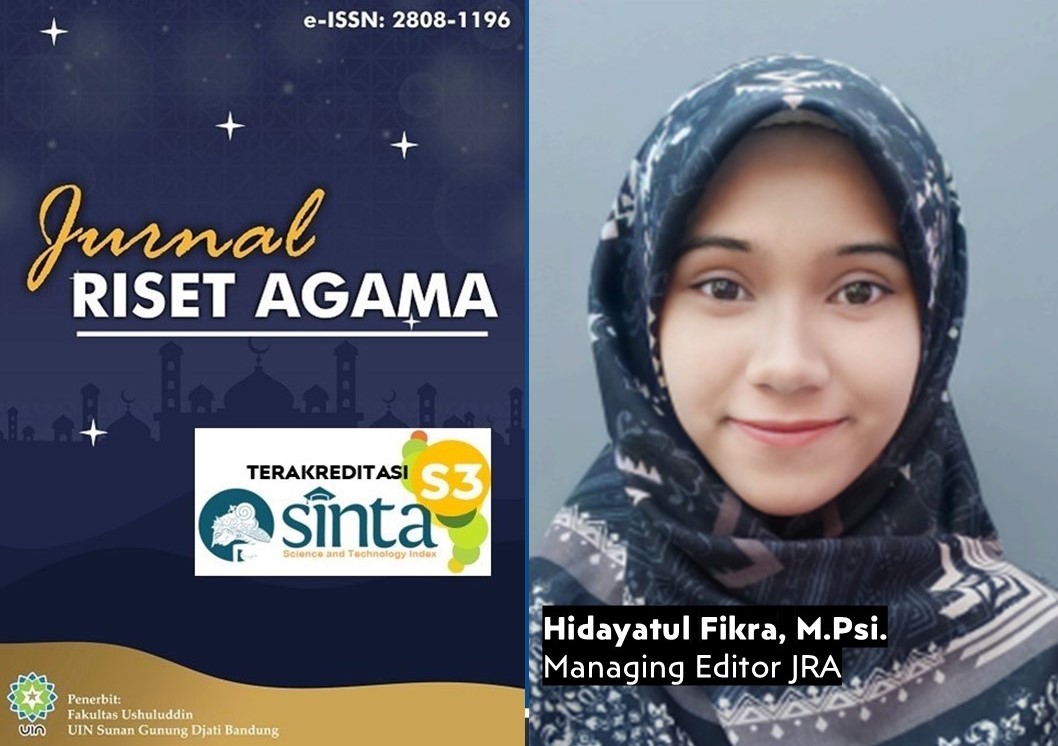 e-ISSN: 2808-1196
Jurnal
RISET AGAMA
TERAKREDITASI
S3
sinta
Science and Technology Index
UIN
Penerbit:
Fakultas Ushuluddin
UIN Sunan Gunung Djati Bandung
Hidayatul Fikra, M.Psi.
Managing Editor JRA